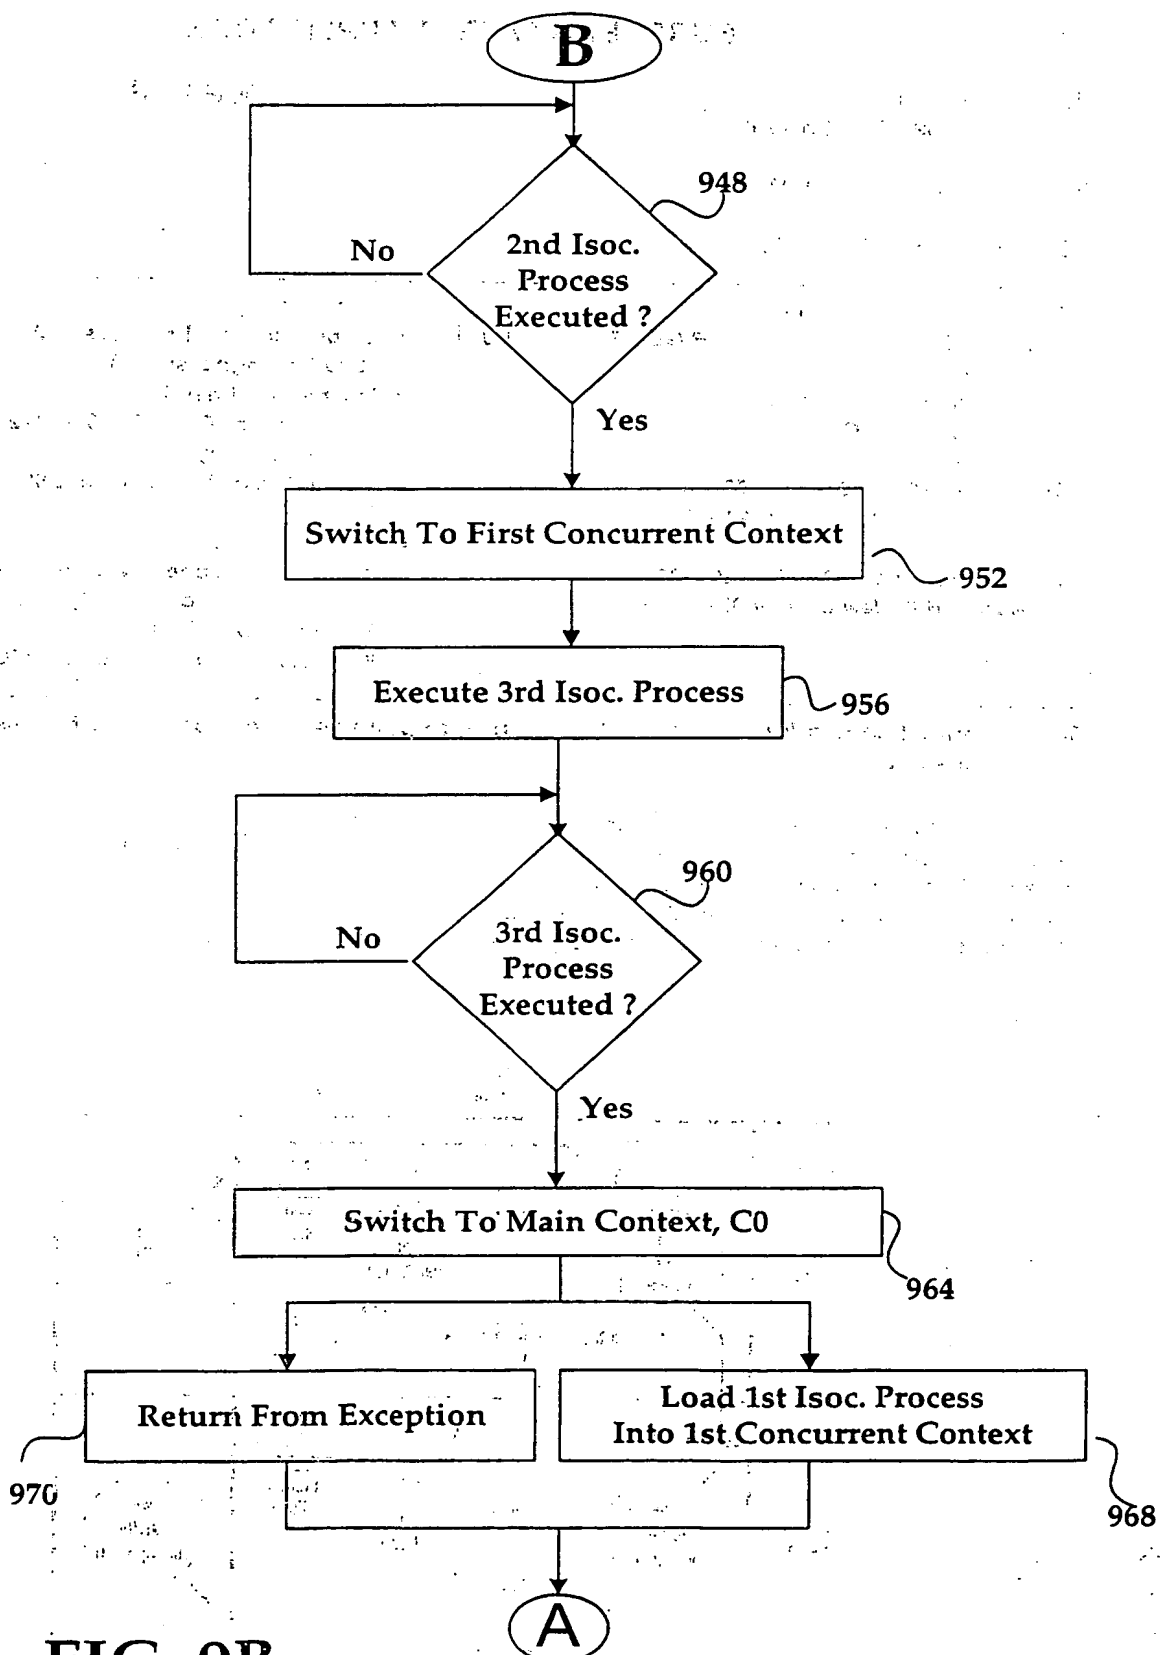 B
948
2nd Isoc.
Process
Executed ?
No
Yes
Switch To First Concurrent Context
952
Execute 3rd Isoc. Process
956
960
3rd Isoc.
Process
Executed ?
No
Yes
Switch To Main Context, C0
964
Return From Exception
970
Load 1st Isoc. Process
Into 1st Concurrent Context
968
A
FIG. 9B